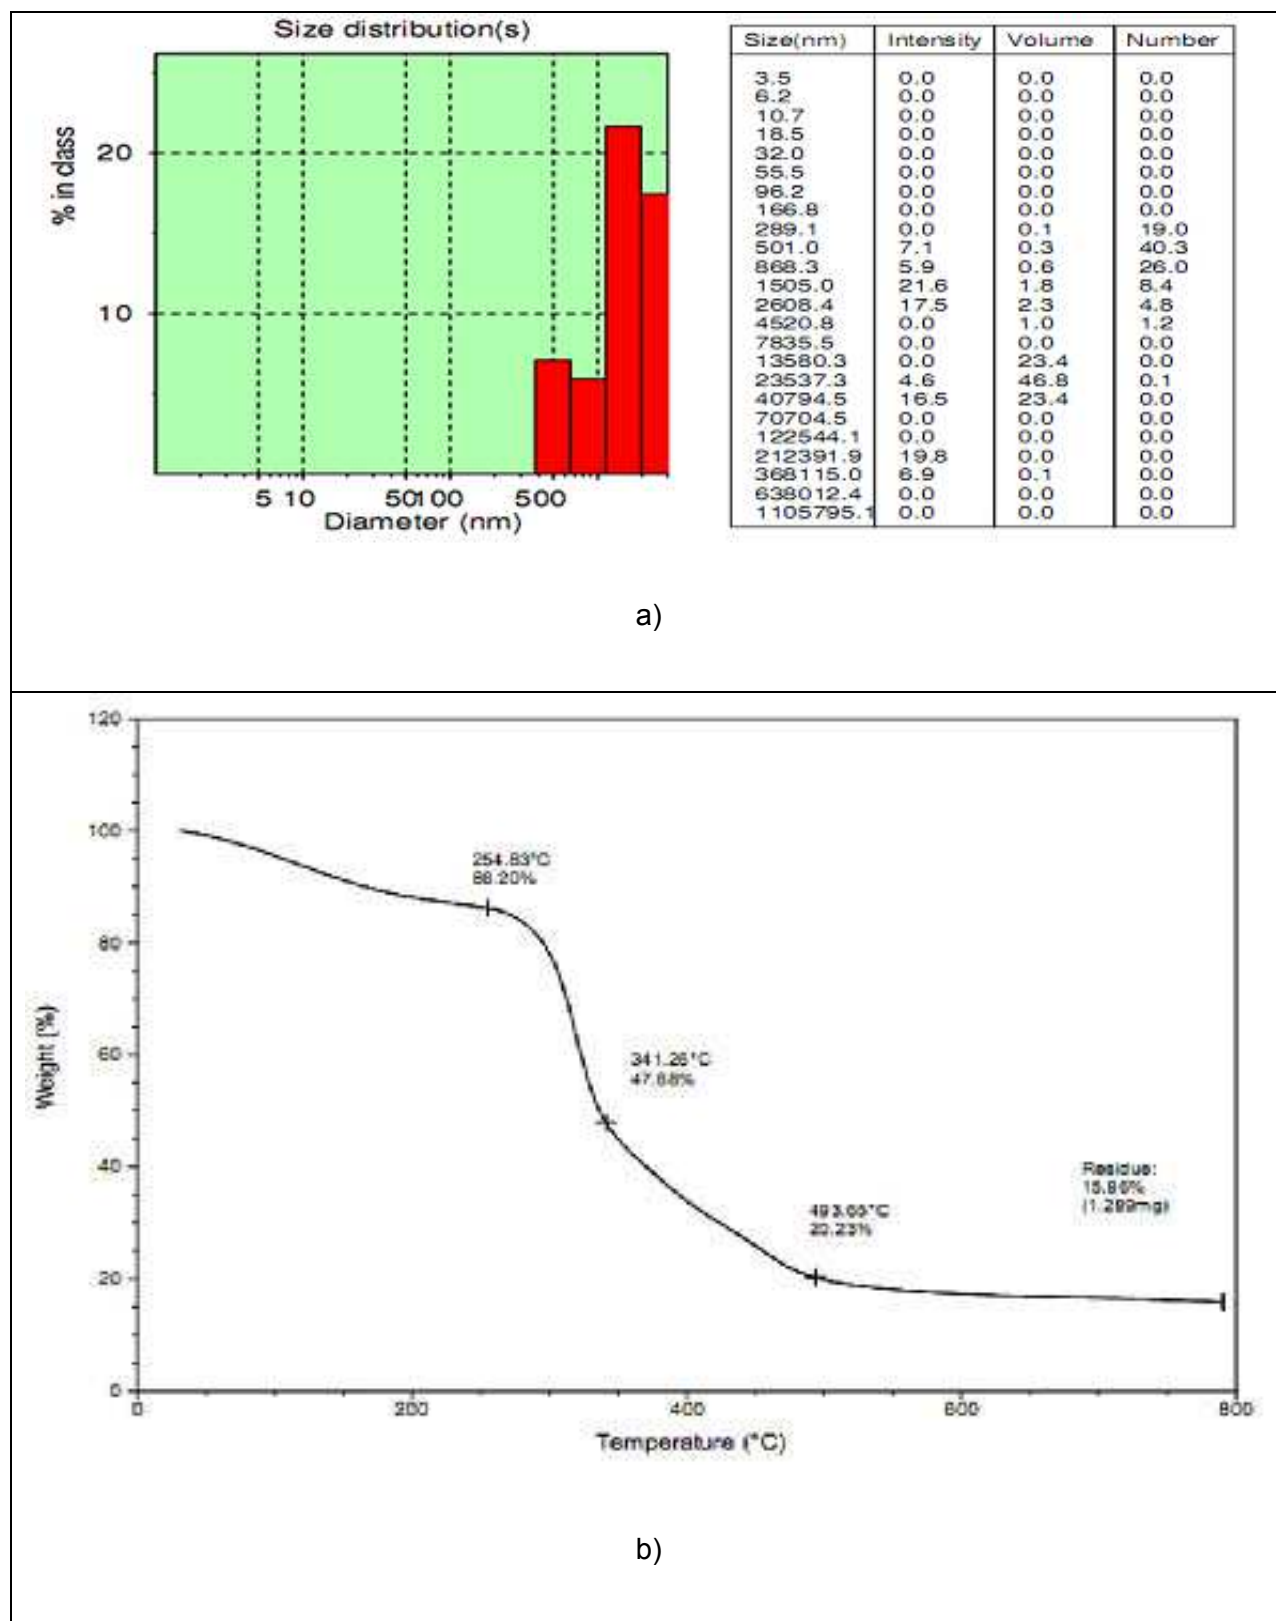 Size distribution(s)
% in class
20
10
5 10 50100 500
Diameter (nm)
Size(nm) Intensity Volume Number
3.5 0.0 0.0 0.0
6.2 0.0 0.0 0.0
10.7 0.0 0.0 0.0
18.5 0.0 0.0 0.0
32.0 0.0 0.0 0.0
55.5 0.0 0.0 0.0
96.2 0.0 0.0 0.0
166.8 0.0 0.0 0.0
289.1 0.0 0.1 19.0
501.0 7.1 0.3 40.3
868.3 5.9 0.6 26.0
1505.0 21.6 1.8 8.4
2608.4 17.5 2.3 4.8
4520.8 0.0 1.0 1.2
7835.5 0.0 0.0 0.0
13580.3 0.0 23.4 0.0
23537.3 4.6 46.8 0.1
40794.5 16.5 23.4 0.0
70704.5 0.0 0.0 0.0
122544.1 0.0 0.0 0.0
212391.9 19.8 0.0 0.0
368115.0 6.9 0.1 0.0
638012.4 0.0 0.0 0.0
1105795.1 0.0 0.0 0.0
a)
120
100
80
60
40
20
0
Weight (%)
254.83°C
341.26°C
47.68%
493.65°C
20.23%
Residue:
15.86%
(1.289mg)
0 200 400 600 800
Temperature (°C)
b)